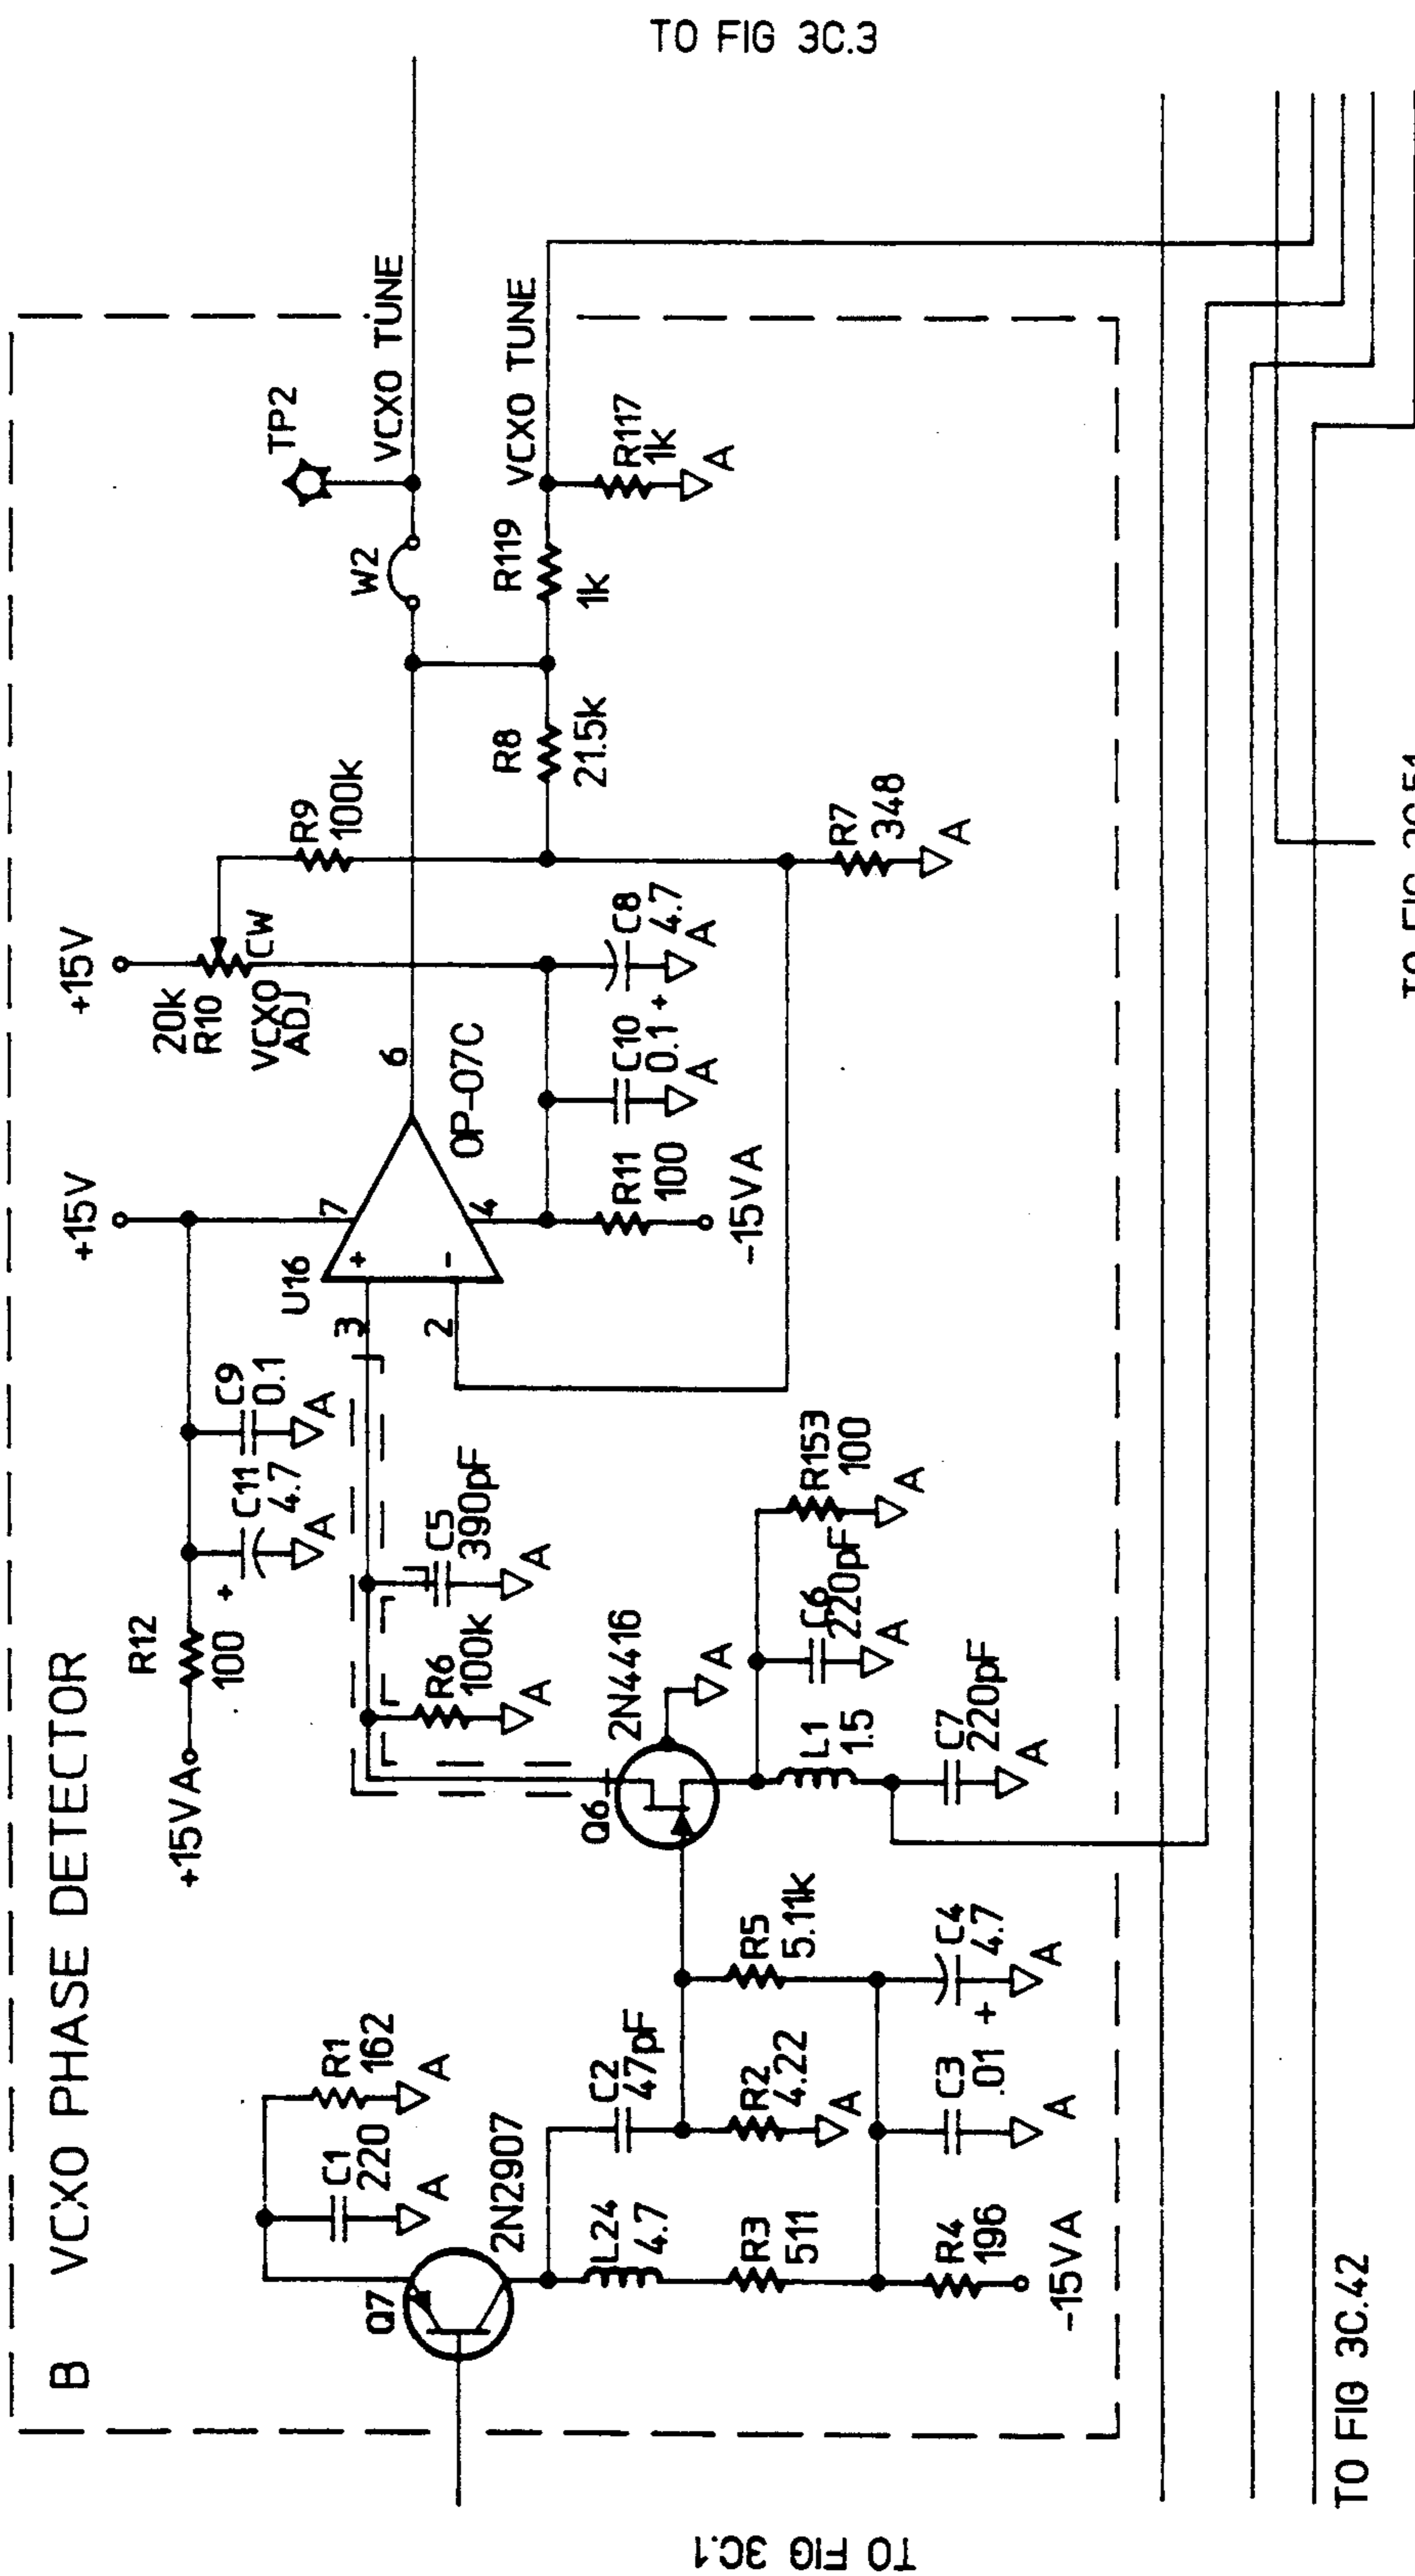 B VCXO PHASE DETECTOR
TO FIG 3C.1
Q7
2N2907
C1
220
A
R1
162
A
L24
4.7
C2
47pF
R3
511
R2
4.22
A
R5
5.11k
R4
196
-15VA
C3
.01
A
C4
4.7
+
A
+15VA
R12
100
+
C11
4.7
A
C9
0.1
A
R6
100k
A
C5
390pF
A
Q6
2N4416
A
L1
1.5
C6
220pF
A
R153
100
A
C7
220pF
A
U16
3
+
2
-
7
4
6
OP-07C
+15V
+15V
20k
R10
CW
VCXO
ADJ
R11
100
-15VA
C10
0.1
A
C8
4.7
+
A
R9
100k
R8
21.5k
R7
348
A
W2
TP2
VCXO TUNE
R119
1k
VCXO TUNE
R117
1k
A
TO FIG 3C.3
TO FIG 3C.42